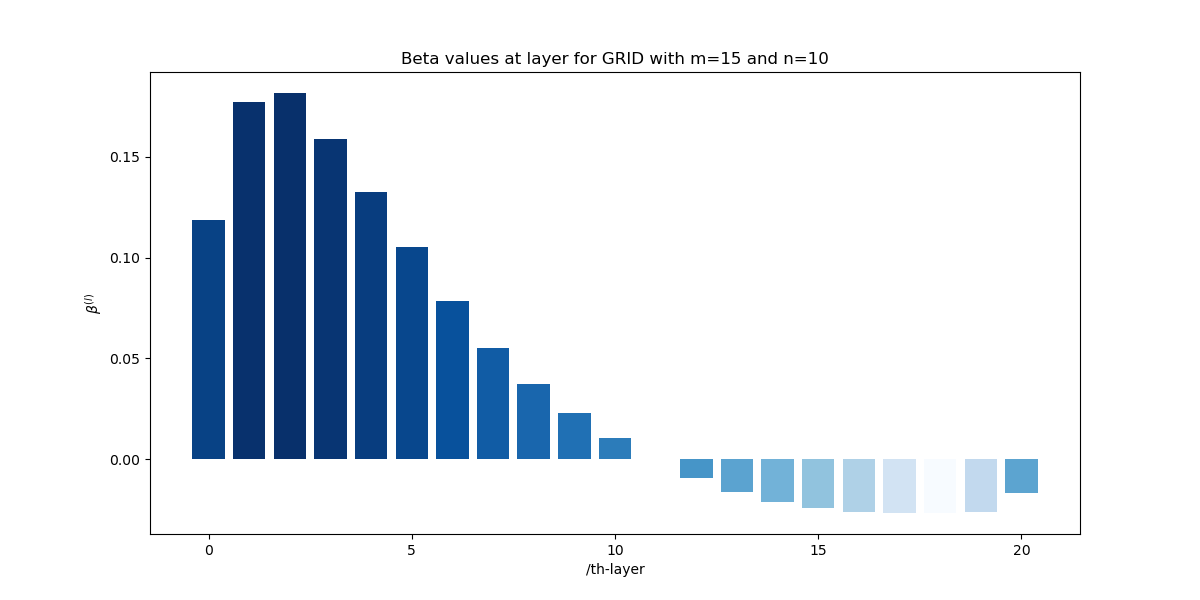 Beta values at layer for GRID with m=15 and n=10
0.15
0.10
0.05
0.00
β⁽ˡ⁾
0 5 10 15 20
/th-layer